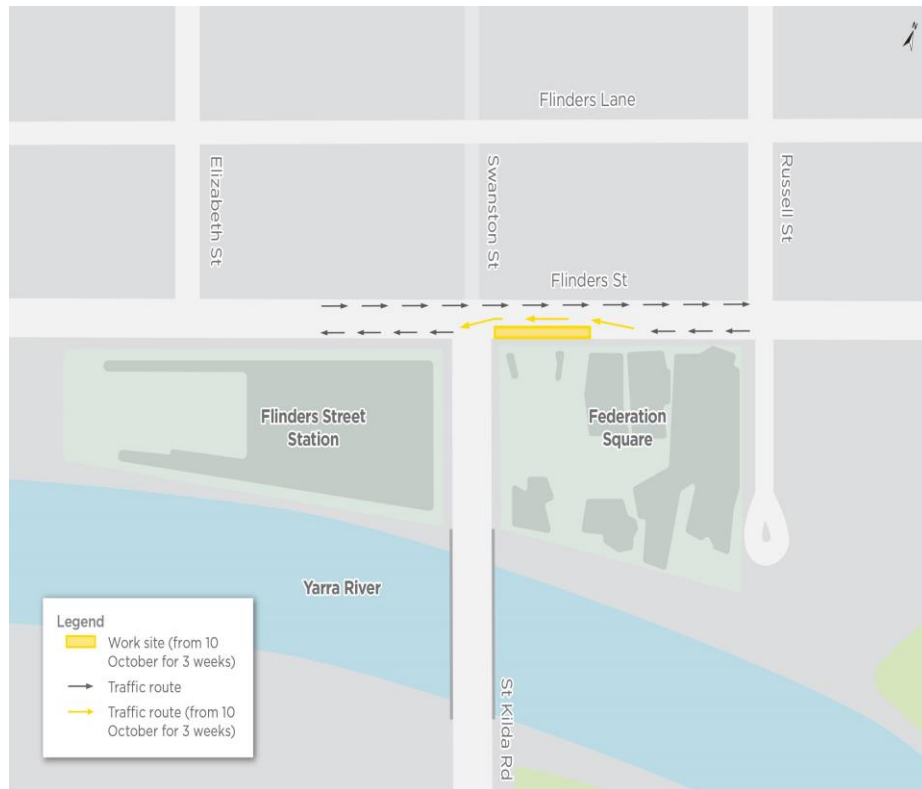 N
Flinders Lane
Elizabeth St
Swanston St
Russell St
Flinders St
Flinders Street
Station
Federation
Square
Yarra River
St Kilda Rd
Legend
Work site (from 10
October for 3 weeks)
Traffic route
Traffic route (from 10
October for 3 weeks)